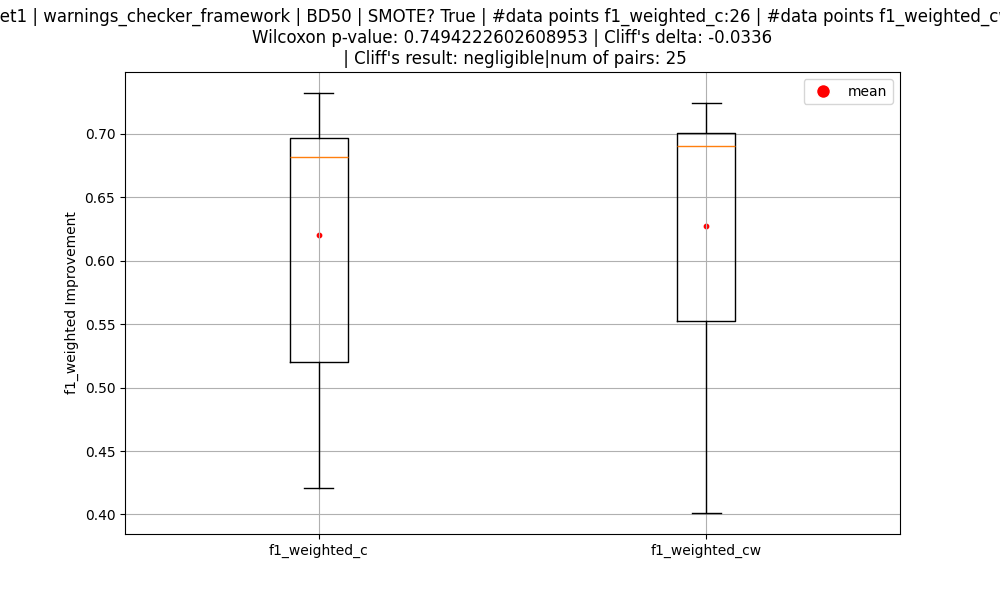 et1 | warnings_checker_framework | BD50 | SMOTE? True | #data points f1_weighted_c:26 | #data points f1_weighted_c
Wilcoxon p-value: 0.7494222602608953 | Cliff's delta: -0.0336
| Cliff's result: negligible|num of pairs: 25
mean
0.70
0.65
0.60
0.55
0.50
0.45
0.40
f1_weighted Improvement
f1_weighted_c
f1_weighted_cw